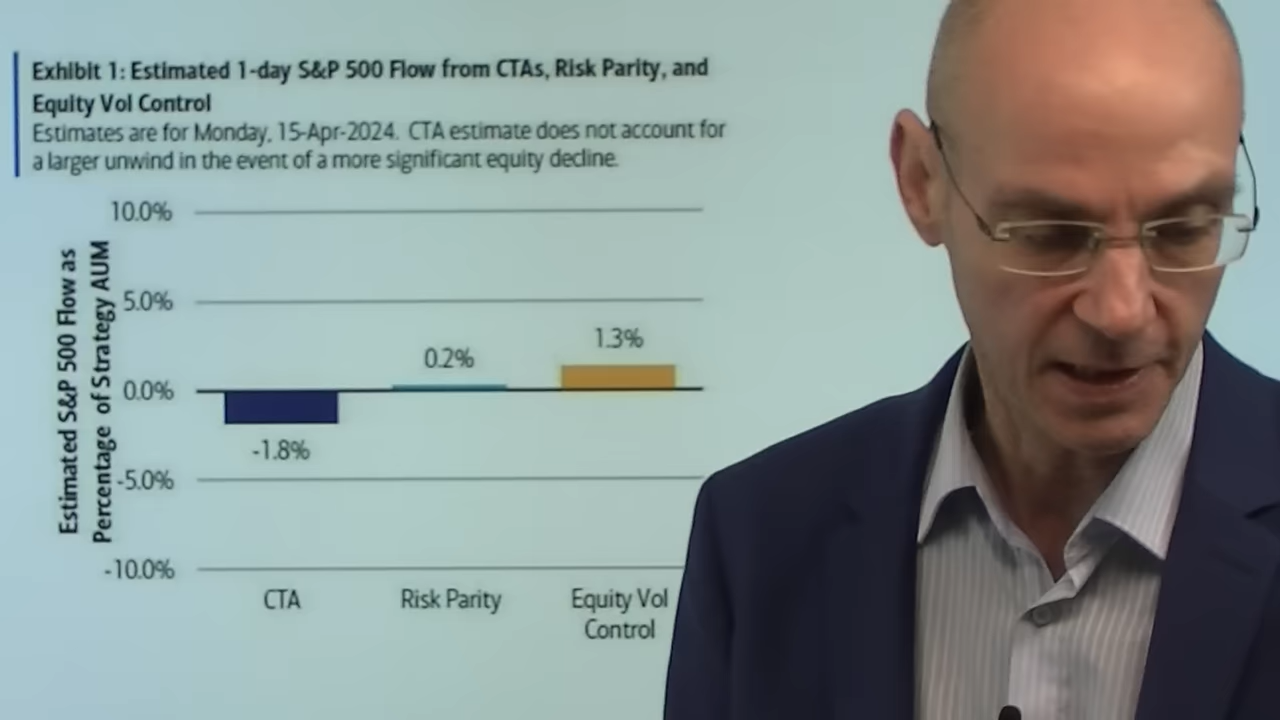 Exhibit 1: Estimated 1-day S&P 500 Flow from CTAs, Risk Parity, and
Equity Vol Control
Estimates are for Monday, 15-Apr-2024. CTA estimate does not account for
a larger unwind in the event of a more significant equity decline.
Estimated S&P 500 Flow as
Percentage of Strategy AUM
10.0%
5.0%
0.0%
-5.0%
-10.0%
-1.8%
0.2%
1.3%
CTA
Risk Parity
Equity Vol
Control